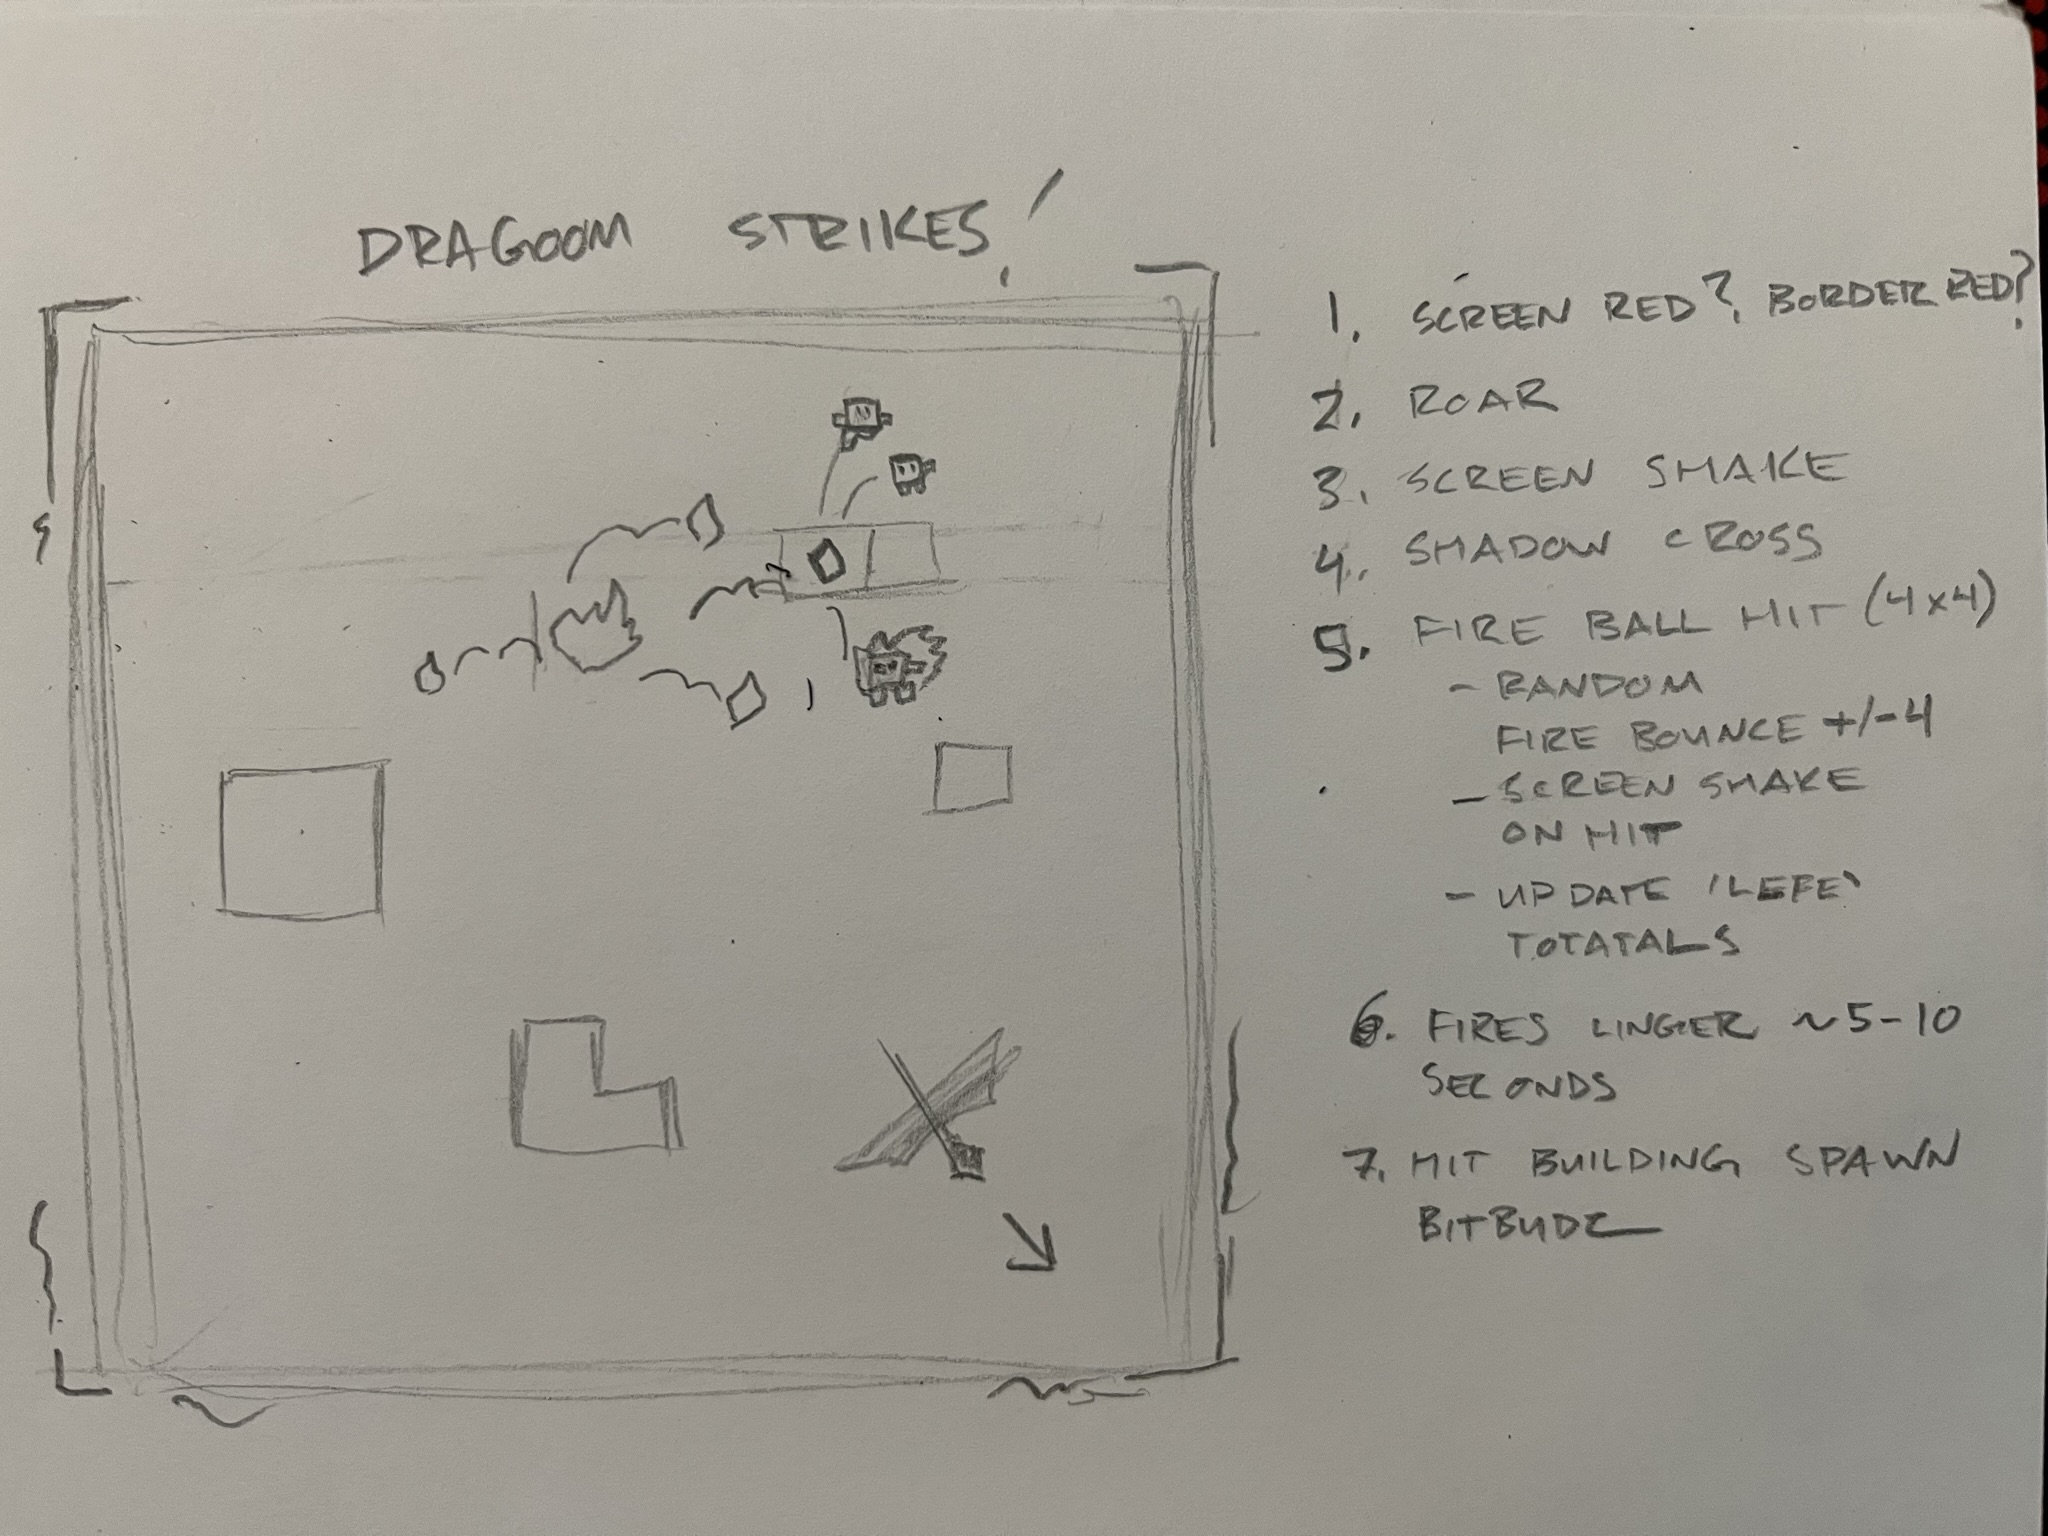 DRAGOOM STRIKES!
1. SCREEN RED? BORDER RED?
2. ROAR
3. SCREEN SHAKE
4. SHADOW CROSS
5. FIRE BALL HIT (4x4)
- RANDOM
FIRE BOUNCE +/-4
- SCREEN SHAKE
ON HIT
- UPDATE 'LEFE'
TOTATALS
6. FIRES LINGER ~5-10
SECONDS
7. HIT BUILDING SPAWN